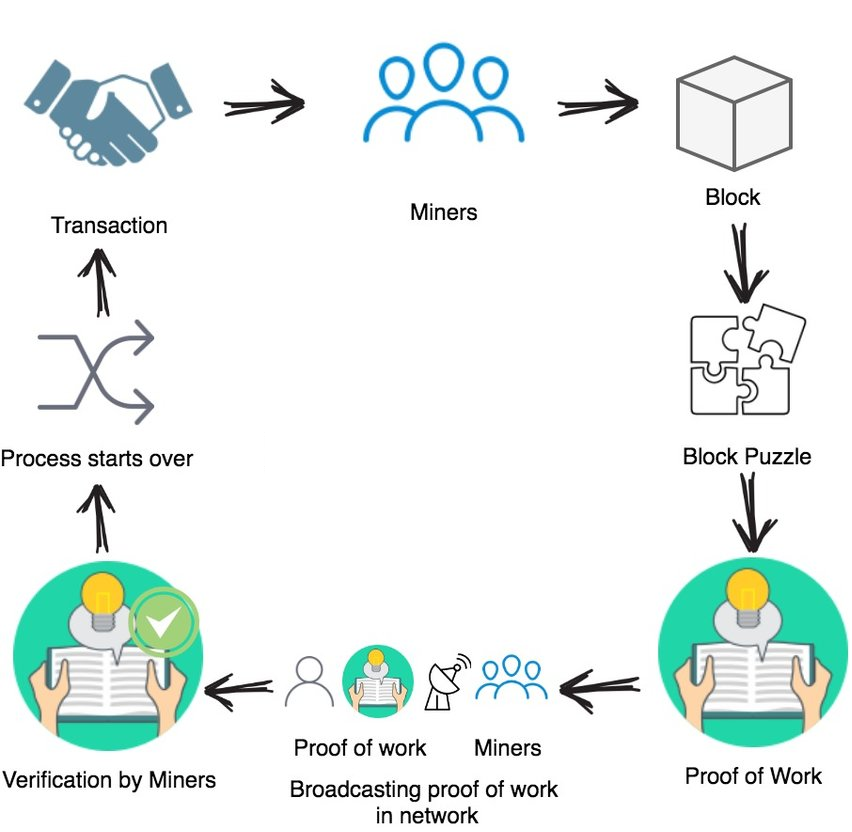 Transaction
Miners
Block
Process starts over
Block Puzzle
Proof of work
Miners
Broadcasting proof of work
in network
Verification by Miners
Proof of Work